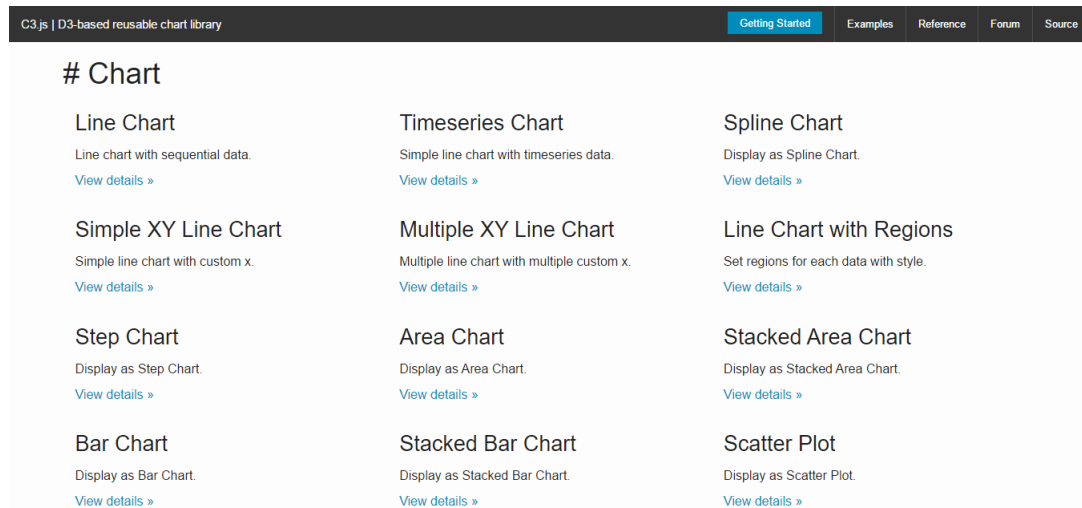 C3.js | D3-based reusable chart library
Getting Started
Examples
Reference
Forum
Source
# Chart
Line Chart
Line chart with sequential data.
View details »
Timeseries Chart
Simple line chart with timeseries data.
View details »
Spline Chart
Display as Spline Chart.
View details »
Simple XY Line Chart
Simple line chart with custom x.
View details »
Multiple XY Line Chart
Multiple line chart with multiple custom x.
View details »
Line Chart with Regions
Set regions for each data with style.
View details »
Step Chart
Display as Step Chart.
View details »
Area Chart
Display as Area Chart.
View details »
Stacked Area Chart
Display as Stacked Area Chart.
View details »
Bar Chart
Display as Bar Chart.
View details »
Stacked Bar Chart
Display as Stacked Bar Chart.
View details »
Scatter Plot
Display as Scatter Plot.
View details »